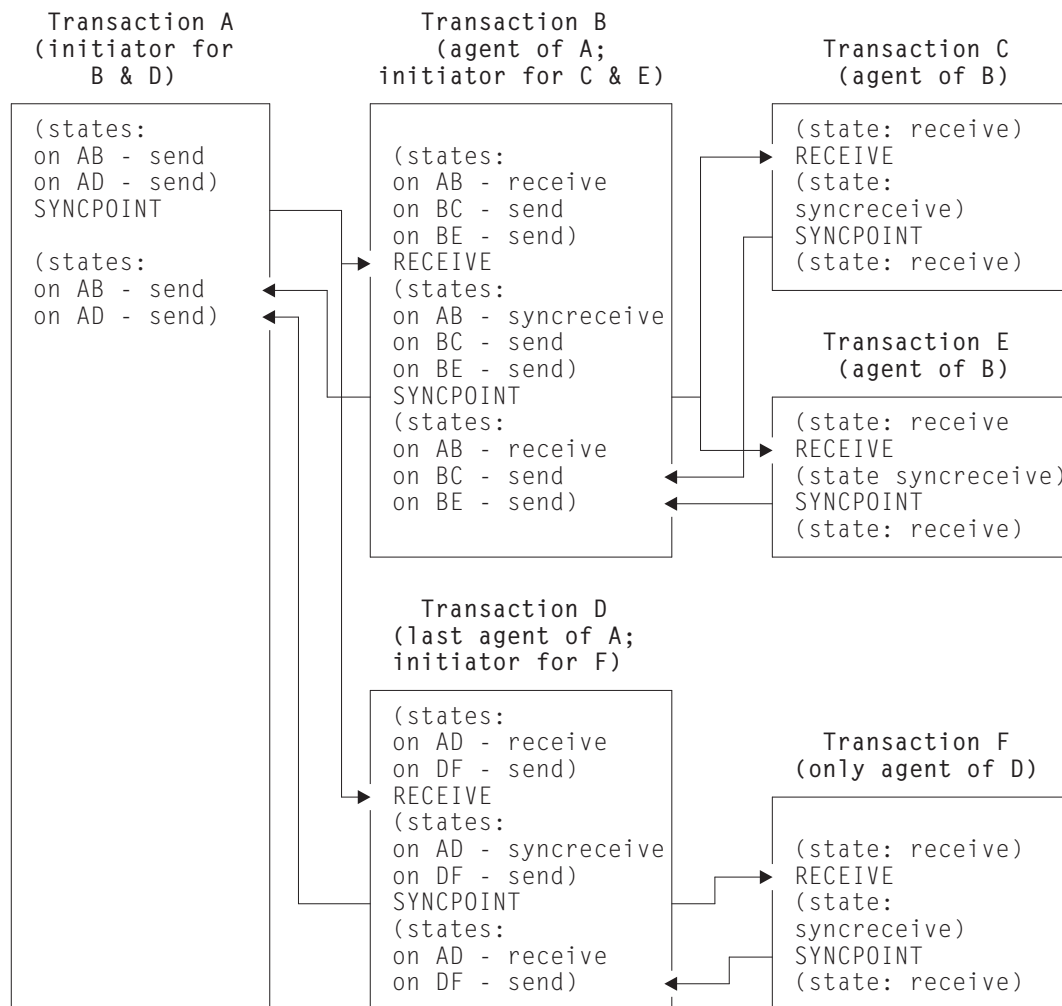 Transaction A
(initiator for
B & D)
(states:
on AB - send
on AD - send)
SYNCPOINT
(states:
on AB - send
on AD - send)
Transaction B
(agent of A;
initiator for C & E)
(states:
on AB - receive
on BC - send
on BE - send)
RECEIVE
(states:
on AB - syncreceive
on BC - send
on BE - send)
SYNCPOINT
(states:
on AB - receive
on BC - send
on BE - send)
Transaction C
(agent of B)
(state: receive)
RECEIVE
(state:
syncreceive)
SYNCPOINT
(state: receive)
Transaction E
(agent of B)
(state: receive
RECEIVE
(state syncreceive)
SYNCPOINT
(state: receive)
Transaction D
(last agent of A;
initiator for F)
(states:
on AD - receive
on DF - send)
RECEIVE
(states:
on AD - syncreceive
on DF - send)
SYNCPOINT
(states:
on AD - receive
on DF - send)
Transaction F
(only agent of D)
(state: receive)
RECEIVE
(state:
syncreceive)
SYNCPOINT
(state: receive)